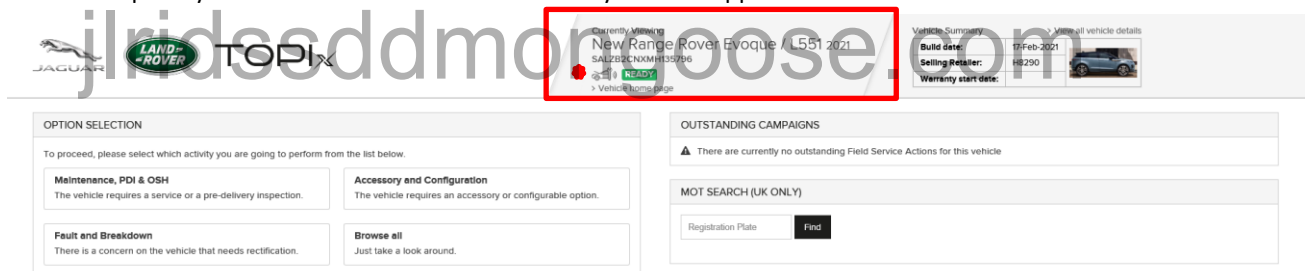 jlridssddmongoose.com
JAGUAR
LAND-
-ROVER
TOPIx
Currently Viewing
New Range Rover Evoque / L551 2021
SALZB2CNXMH135796
READY
> Vehicle home page
Vehicle Summary
> View all vehicle details
Build date: 17-Feb-2021
Selling Retailer: H8290
Warranty start date:
OPTION SELECTION
To proceed, please select which activity you are going to perform from the list below.
Maintenance, PDI & OSH
The vehicle requires a service or a pre-delivery inspection.
Accessory and Configuration
The vehicle requires an accessory or configurable option.
Fault and Breakdown
There is a concern on the vehicle that needs rectification.
Browse all
Just take a look around.
OUTSTANDING CAMPAIGNS
There are currently no outstanding Field Service Actions for this vehicle
MOT SEARCH (UK ONLY)
Registration Plate
Find